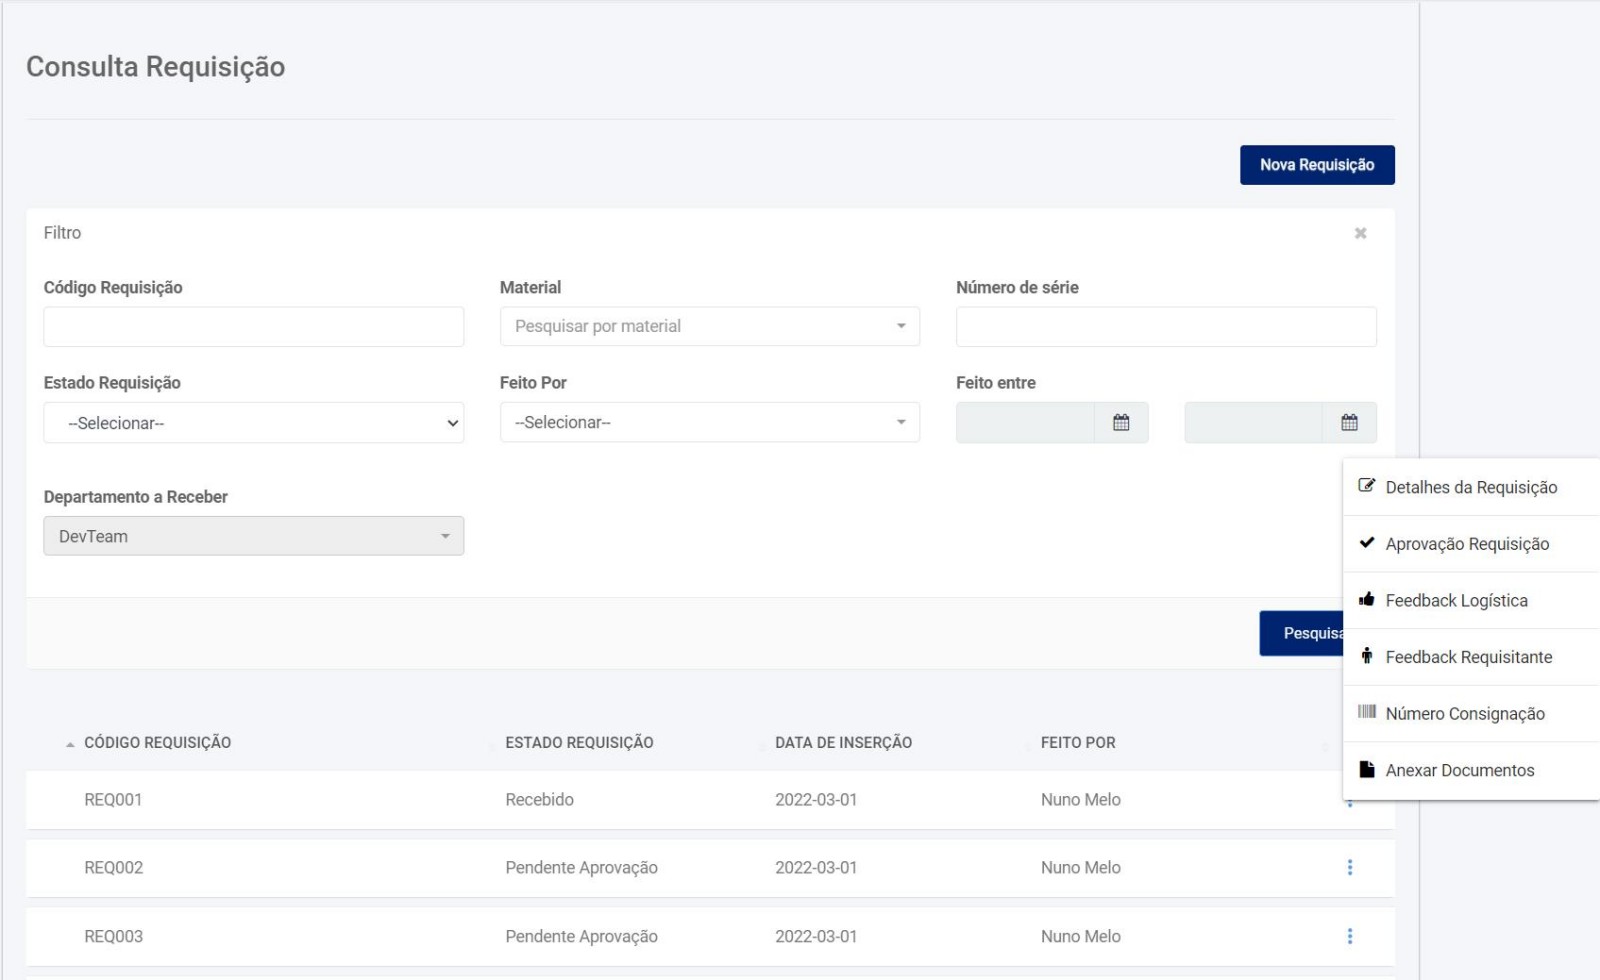 Consulta Requisição
Nova Requisição
Filtro
Código Requisição
Material
Número de série
Pesquisar por material
Estado Requisição
Feito Por
Feito entre
--Selecionar--
--Selecionar--
Departamento a Receber
DevTeam
Detalhes da Requisição
Aprovação Requisição
Feedback Logística
Feedback Requisitante
Número Consignação
Anexar Documentos
CÓDIGO REQUISIÇÃO ESTADO REQUISIÇÃO DATA DE INSERÇÃO FEITO POR
REQ001 Recebido 2022-03-01 Nuno Melo
REQ002 Pendente Aprovação 2022-03-01 Nuno Melo
REQ003 Pendente Aprovação 2022-03-01 Nuno Melo